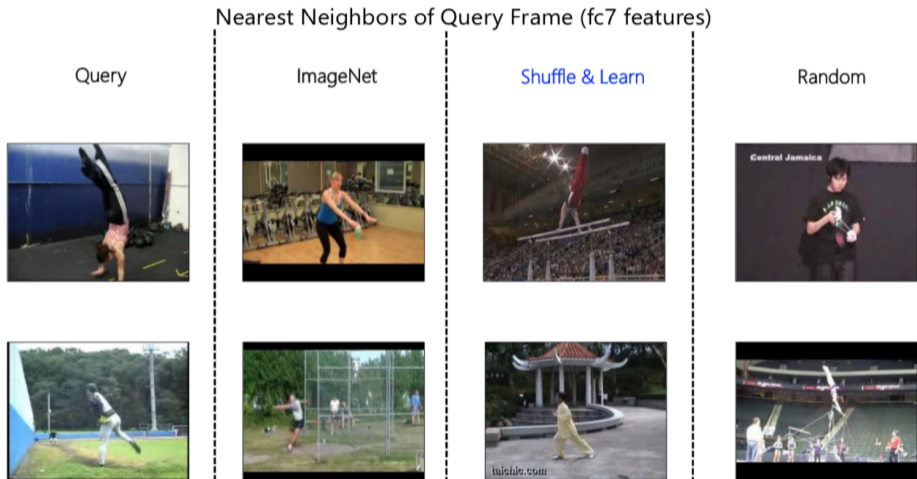 Nearest Neighbors of Query Frame (fc7 features)
Query
ImageNet
Shuffle & Learn
Random
Central Jamaica
taichic.com